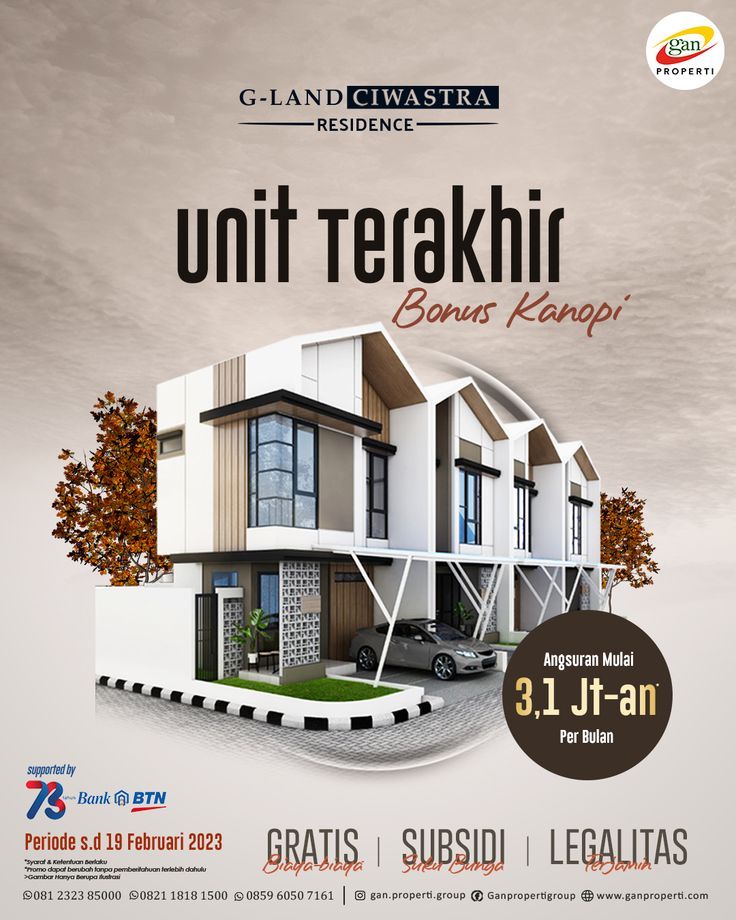 gan
PROPERTI
G-LAND CIWASTRA
RESIDENCE
Unit Terakhir
Bonus Kanopi
Angsuran Mulai
3,1 Jt-an*
Per Bulan
supported by
73 tahun Bank BTN
Periode s.d 19 Februari 2023
*Syarat & Ketentuan Berlaku
*Promo dapat berubah tanpa pemberitahuan terlebih dahulu
>Gambar Hanya Berupa Ilustrasi
GRATIS | SUBSIDI | LEGALITAS
Biaya-biaya Suku Bunga Terjamin
081 2323 85000 0821 1818 1500 0859 6050 7161 | gan.properti.group Ganpropertigroup www.ganproperti.com